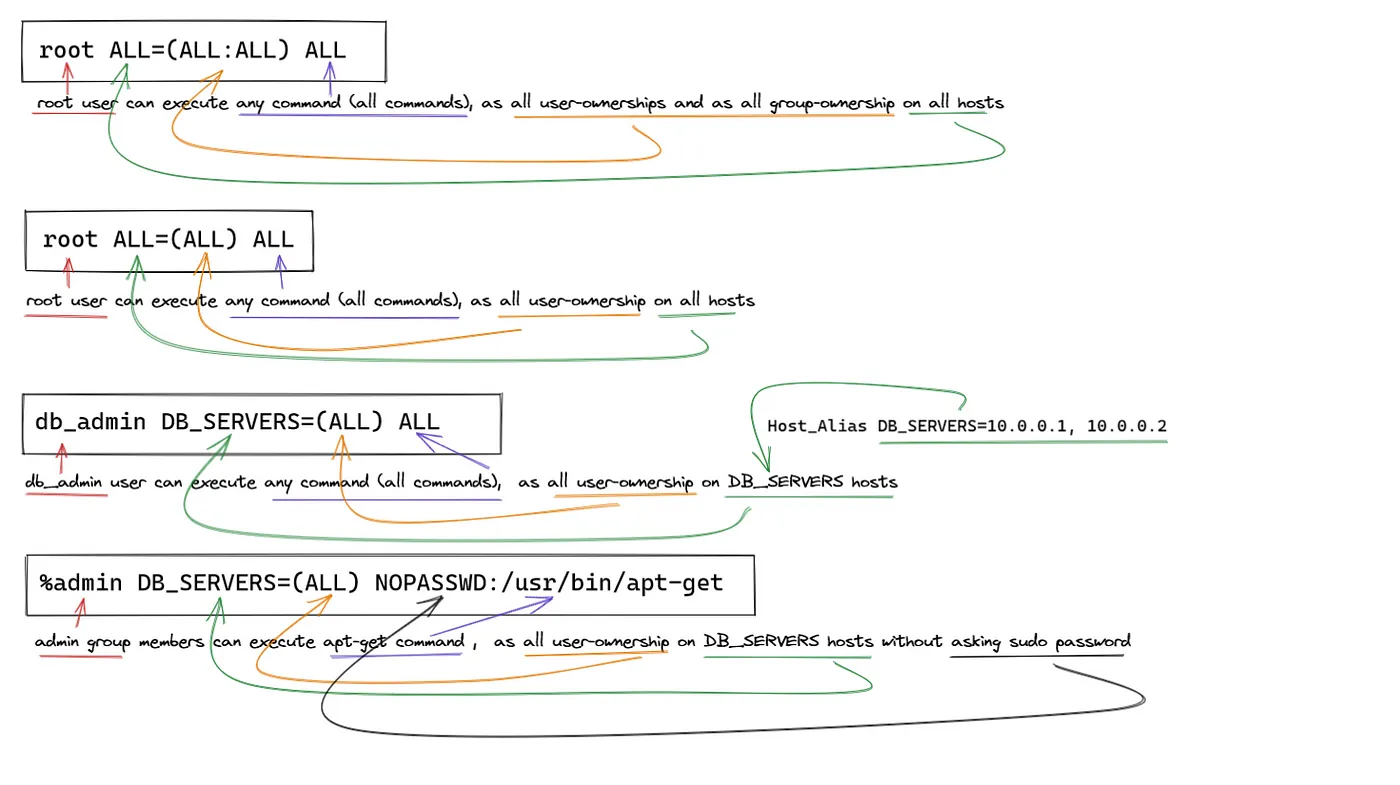 root ALL=(ALL:ALL) ALL
root user can execute any command (all commands), as all user-ownerships and as all group-ownership on all hosts
root ALL=(ALL) ALL
root user can execute any command (all commands), as all user-ownership on all hosts
db_admin DB_SERVERS=(ALL) ALL
Host_Alias DB_SERVERS=10.0.0.1, 10.0.0.2
db_admin user can execute any command (all commands), as all user-ownership on DB_SERVERS hosts
%admin DB_SERVERS=(ALL) NOPASSWD:/usr/bin/apt-get
admin group members can execute apt-get command , as all user-ownership on DB_SERVERS hosts without asking sudo password